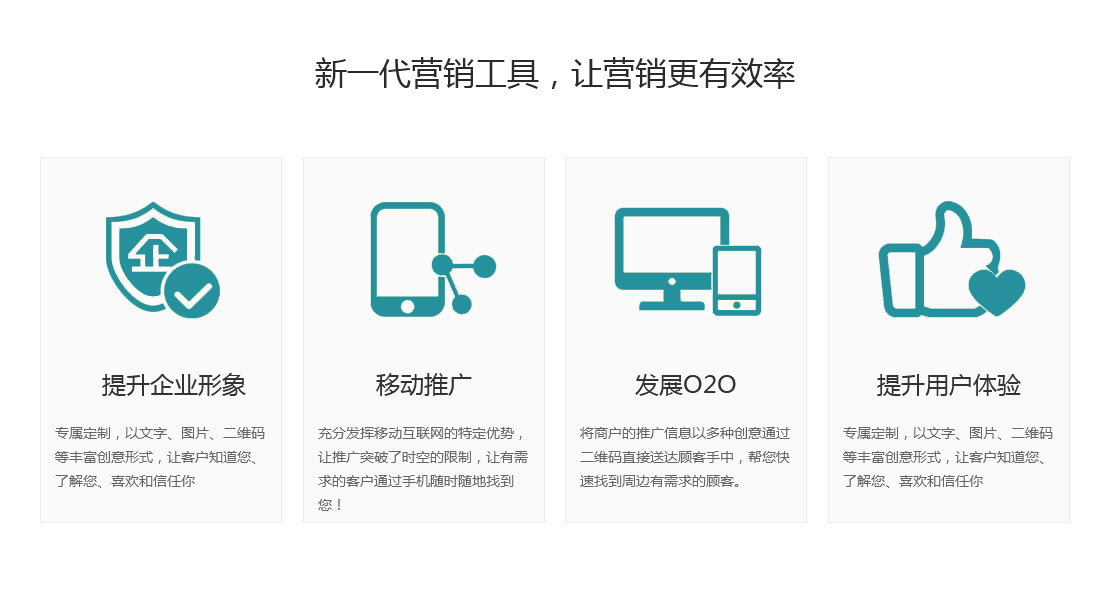 新一代营销工具，让营销更有效率
企
提升企业形象
专属定制，以文字、图片、二维码
等丰富创意形式，让客户知道您、
了解您、喜欢和信任你
移动推广
充分发挥移动互联网的特定优势，
让推广突破了时空的限制，让有需
求的客户通过手机随时随地找到
您！
发展O2O
将商户的推广信息以多种创意通过
二维码直接送达顾客手中，帮您快
速找到周边有需求的顾客。
提升用户体验
专属定制，以文字、图片、二维码
等丰富创意形式，让客户知道您、
了解您、喜欢和信任你